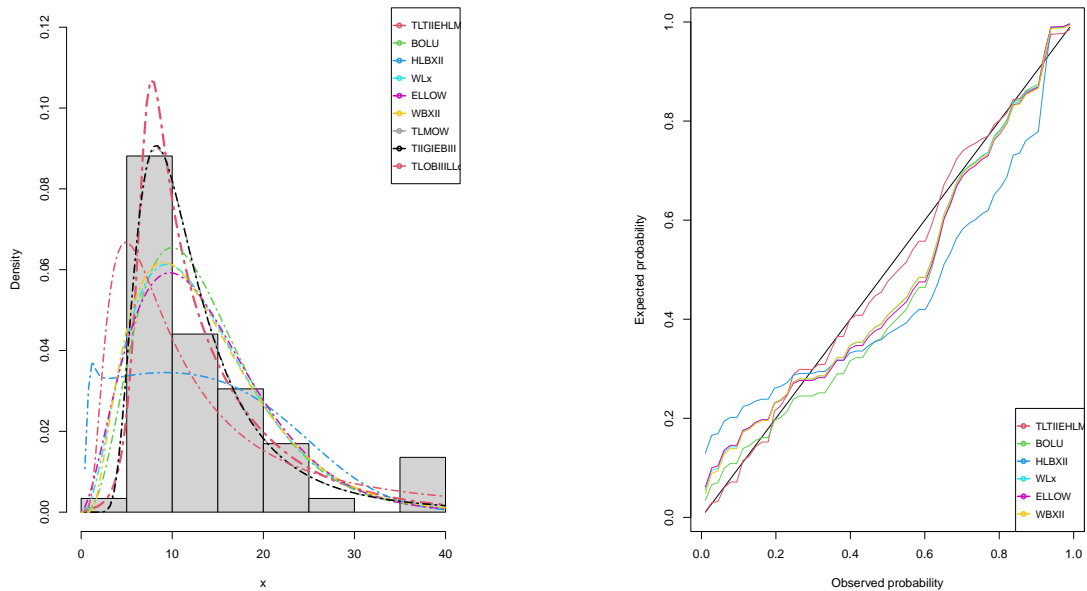 0.12
0.10
0.08
0.06
0.04
0.02
0.00
Density
0
10
20
30
40
x
TLTIIEHLM
BOLU
HLBXII
WLx
ELLOW
WBXII
TLMOW
TIIGIEBIII
TLOBIIILL
1.0
0.8
0.6
0.4
0.2
0.0
Expected probability
0.0
0.2
0.4
0.6
0.8
1.0
Observed probability
TLTIIEHLM
BOLU
HLBXII
WLx
ELLOW
WBXII